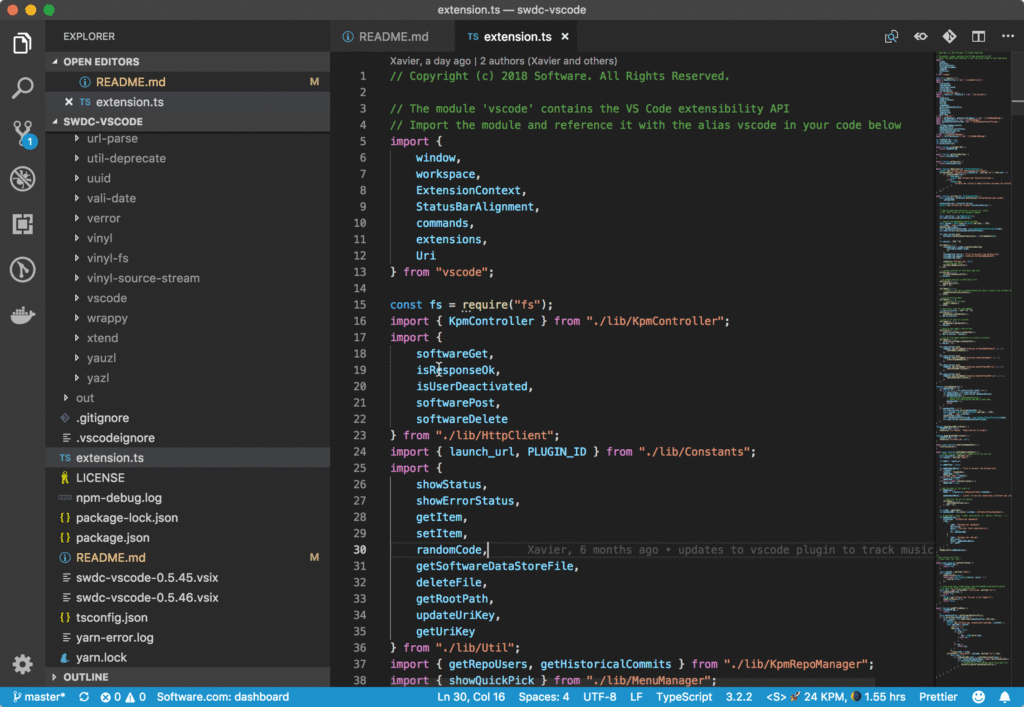 extension.ts — swdc-vscode
EXPLORER
OPEN EDITORS
README.md M
TS extension.ts
SWDC-VSCODE
url-parse
util-deprecate
uuid
vali-date
verror
vinyl
vinyl-fs
vinyl-source-stream
vscode
wrappy
xtend
yauzl
yazl
out
.gitignore
.vscodeignore
TS extension.ts
LICENSE
npm-debug.log
{} package-lock.json
{} package.json
README.md M
swdc-vscode-0.5.45.vsix
swdc-vscode-0.5.46.vsix
{} tsconfig.json
yarn-error.log
yarn.lock
OUTLINE
1
README.md
TS extension.ts
Xavier, a day ago | 2 authors (Xavier and others)
1 // Copyright (c) 2018 Software. All Rights Reserved.
2
3 // The module 'vscode' contains the VS Code extensibility API
4 // Import the module and reference it with the alias vscode in your code below
5 import {
6 window,
7 workspace,
8 ExtensionContext,
9 StatusBarAlignment,
10 commands,
11 extensions,
12 Uri
13 } from "vscode";
14
15 const fs = require("fs");
16 import { KpmController } from "./lib/KpmController";
17 import {
18 softwareGet,
19 isResponseOk,
20 isUserDeactivated,
21 softwarePost,
22 softwareDelete
23 } from "./lib/HttpClient";
24 import { launch_url, PLUGIN_ID } from "./lib/Constants";
25 import {
26 showStatus,
27 showErrorStatus,
28 getItem,
29 setItem,
30 randomCode, Xavier, 6 months ago • updates to vscode plugin to track music
31 getSoftwareDataStoreFile,
32 deleteFile,
33 getRootPath,
34 updateUriKey,
35 getUriKey
36 } from "./lib/Util";
37 import { getRepoUsers, getHistoricalCommits } from "./lib/KpmRepoManager";
38 import { showQuickPick } from "./lib/MenuManager";
master* 0 0 Software.com: dashboard Ln 30, Col 16 Spaces: 4 UTF-8 LF TypeScript 3.2.2 <S> 🚀 24 KPM, 🌘 1.55 hrs Prettier